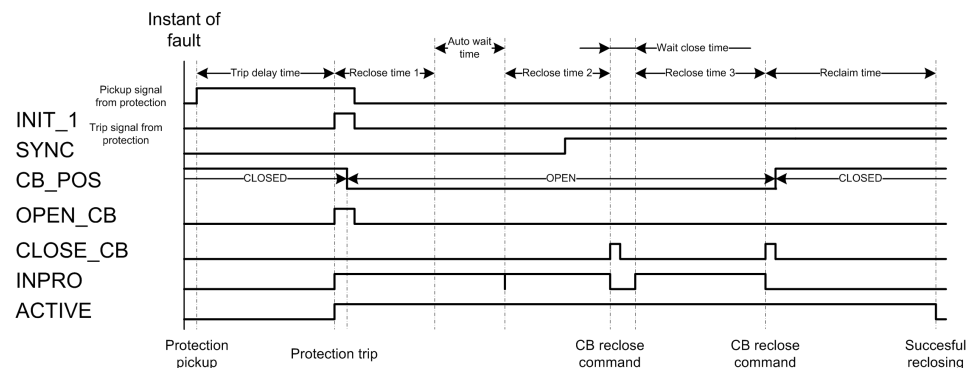 Instant of
fault
Auto wait
time
Wait close time
Trip delay time
Reclose time 1
Reclose time 2
Reclose time 3
Reclaim time
Pickup signal
from protection
INIT_1
Trip signal from
protection
SYNC
CB_POS
CLOSED
OPEN
CLOSED
OPEN_CB
CLOSE_CB
INPRO
ACTIVE
Protection
pickup
Protection trip
CB reclose
command
CB reclose
command
Succesful
reclosing